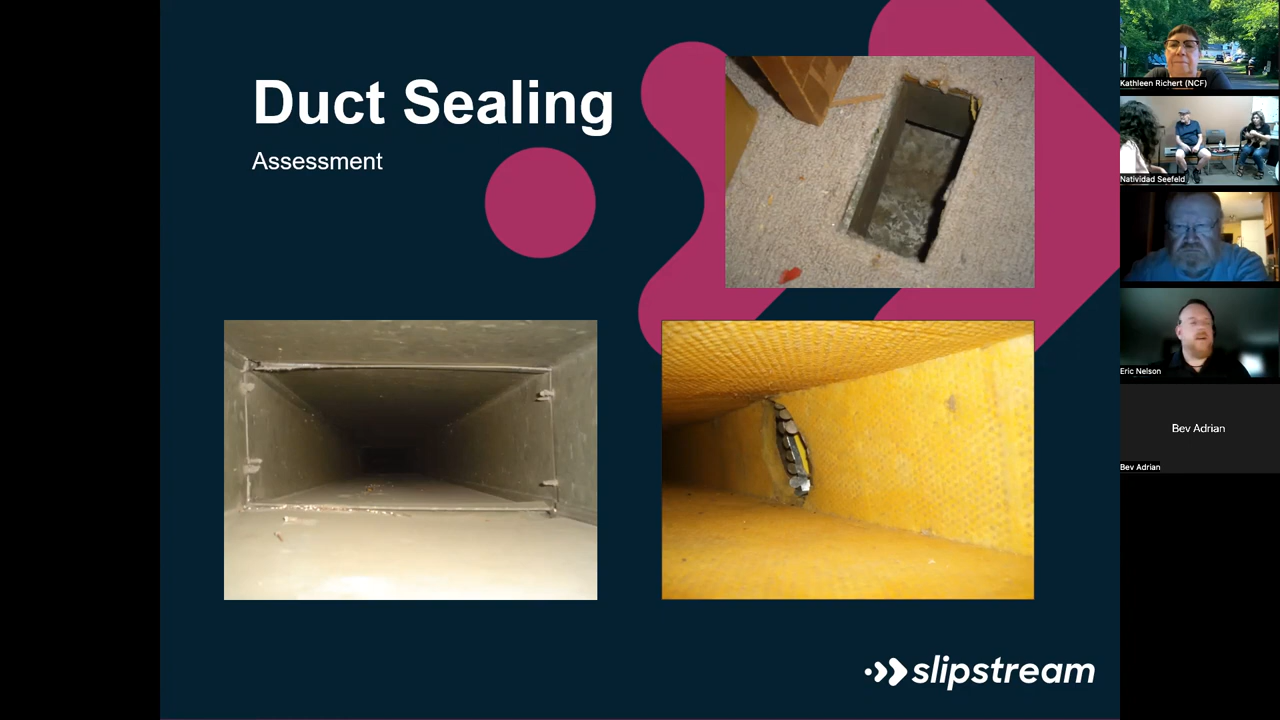 Duct Sealing
Assessment
slipstream
Kathleen Richert (NCF)
Natividad Seefeld
Eric Nelson
Bev Adrian
Bev Adrian